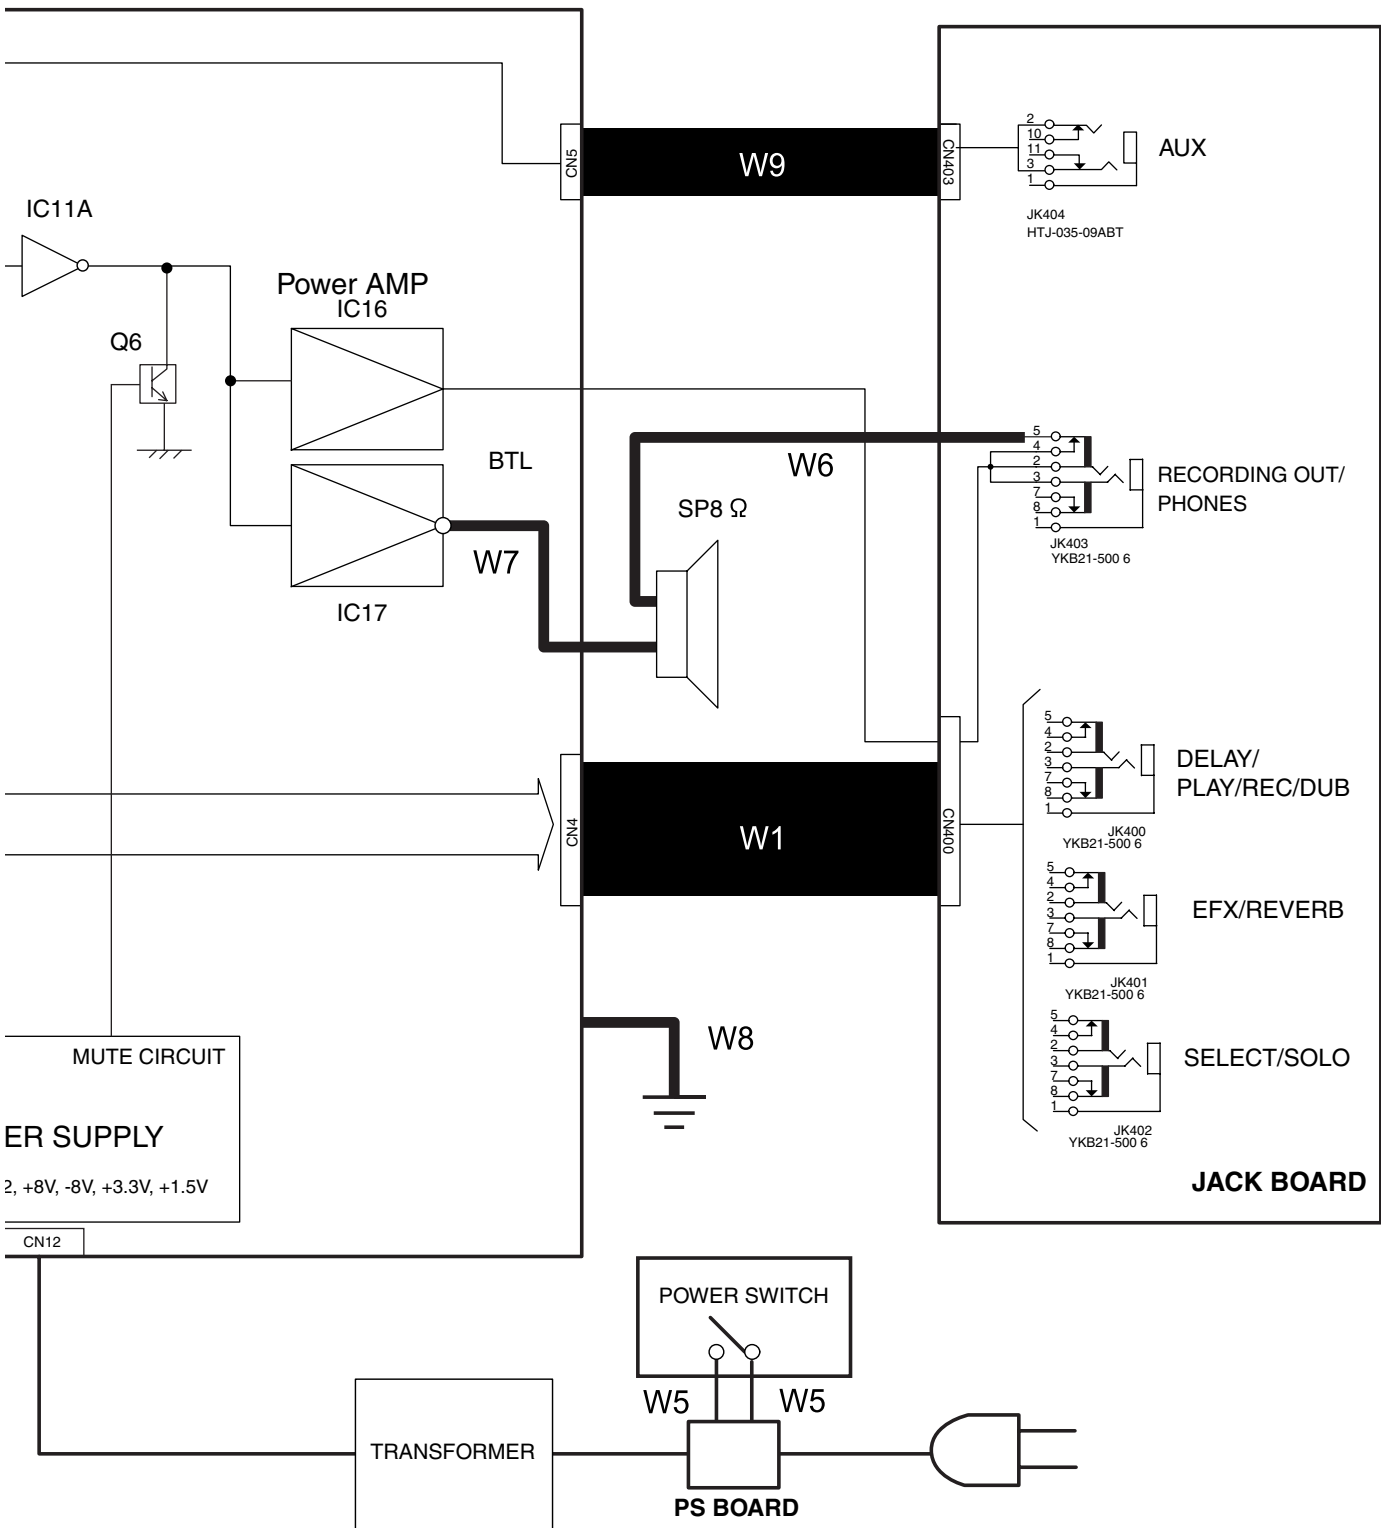 CN5
W9
CN403
2
10
11
3
1
AUX
JK404
HTJ-035-09ABT
IC11A
Power AMP
IC16
Q6
BTL
W6
5
4
2
3
7
8
1
RECORDING OUT/
PHONES
JK403
YKB21-500 6
SP8 Ω
W7
IC17
5
4
2
3
7
8
1
DELAY/
PLAY/REC/DUB
JK400
YKB21-500 6
CN4
W1
CN400
5
4
2
3
7
8
1
EFX/REVERB
JK401
YKB21-500 6
W8
5
4
2
3
7
8
1
SELECT/SOLO
JK402
YKB21-500 6
MUTE CIRCUIT
ER SUPPLY
2, +8V, -8V, +3.3V, +1.5V
JACK BOARD
CN12
POWER SWITCH
W5
W5
TRANSFORMER
PS BOARD